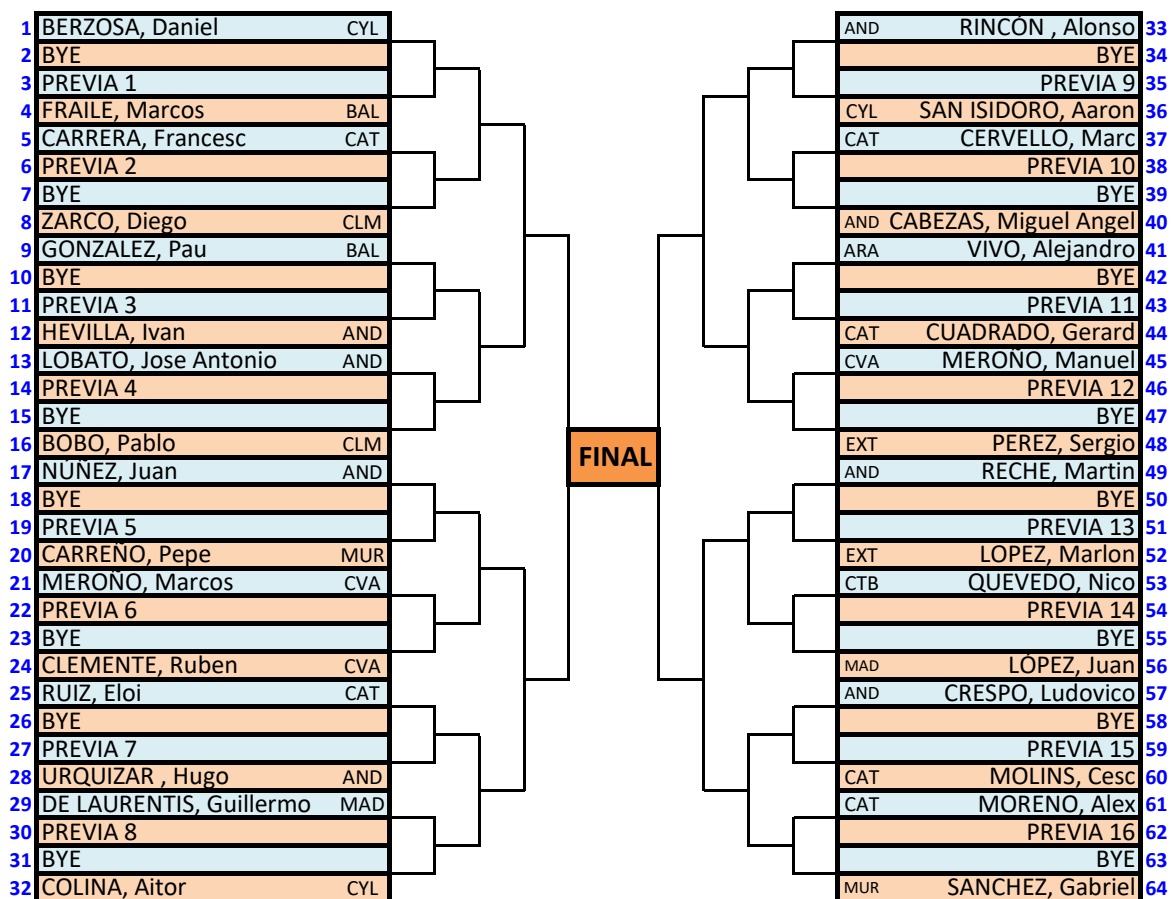 1 BERZOSA, Daniel CYL
2 BYE
3 PREVIA 1
4 FRAILE, Marcos BAL
5 CARRERA, Francesc CAT
6 PREVIA 2
7 BYE
8 ZARCO, Diego CLM
9 GONZALEZ, Pau BAL
10 BYE
11 PREVIA 3
12 HEVILLA, Ivan AND
13 LOBATO, Jose Antonio AND
14 PREVIA 4
15 BYE
16 BOBO, Pablo CLM
17 NÚÑEZ, Juan AND
18 BYE
19 PREVIA 5
20 CARREÑO, Pepe MUR
21 MEROÑO, Marcos CVA
22 PREVIA 6
23 BYE
24 CLEMENTE, Ruben CVA
25 RUIZ, Eloi CAT
26 BYE
27 PREVIA 7
28 URQUIZAR , Hugo AND
29 DE LAURENTIS, Guillermo MAD
30 PREVIA 8
31 BYE
32 COLINA, Aitor CYL
FINAL
AND RINCÓN , Alonso 33
BYE 34
PREVIA 9 35
CYL SAN ISIDORO, Aaron 36
CAT CERVELLO, Marc 37
PREVIA 10 38
BYE 39
AND CABEZAS, Miguel Angel 40
ARA VIVO, Alejandro 41
BYE 42
PREVIA 11 43
CAT CUADRADO, Gerard 44
CVA MEROÑO, Manuel 45
PREVIA 12 46
BYE 47
EXT PEREZ, Sergio 48
AND RECHE, Martin 49
BYE 50
PREVIA 13 51
EXT LOPEZ, Marlon 52
CTB QUEVEDO, Nico 53
PREVIA 14 54
BYE 55
MAD LÓPEZ, Juan 56
AND CRESPO, Ludovico 57
BYE 58
PREVIA 15 59
CAT MOLINS, Cesc 60
CAT MORENO, Alex 61
PREVIA 16 62
BYE 63
MUR SANCHEZ, Gabriel 64